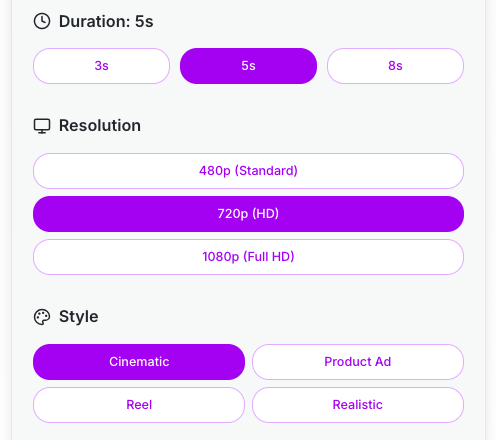 Duration: 5s
3s 5s 8s
Resolution
480p (Standard)
720p (HD)
1080p (Full HD)
Style
Cinematic Product Ad
Reel Realistic